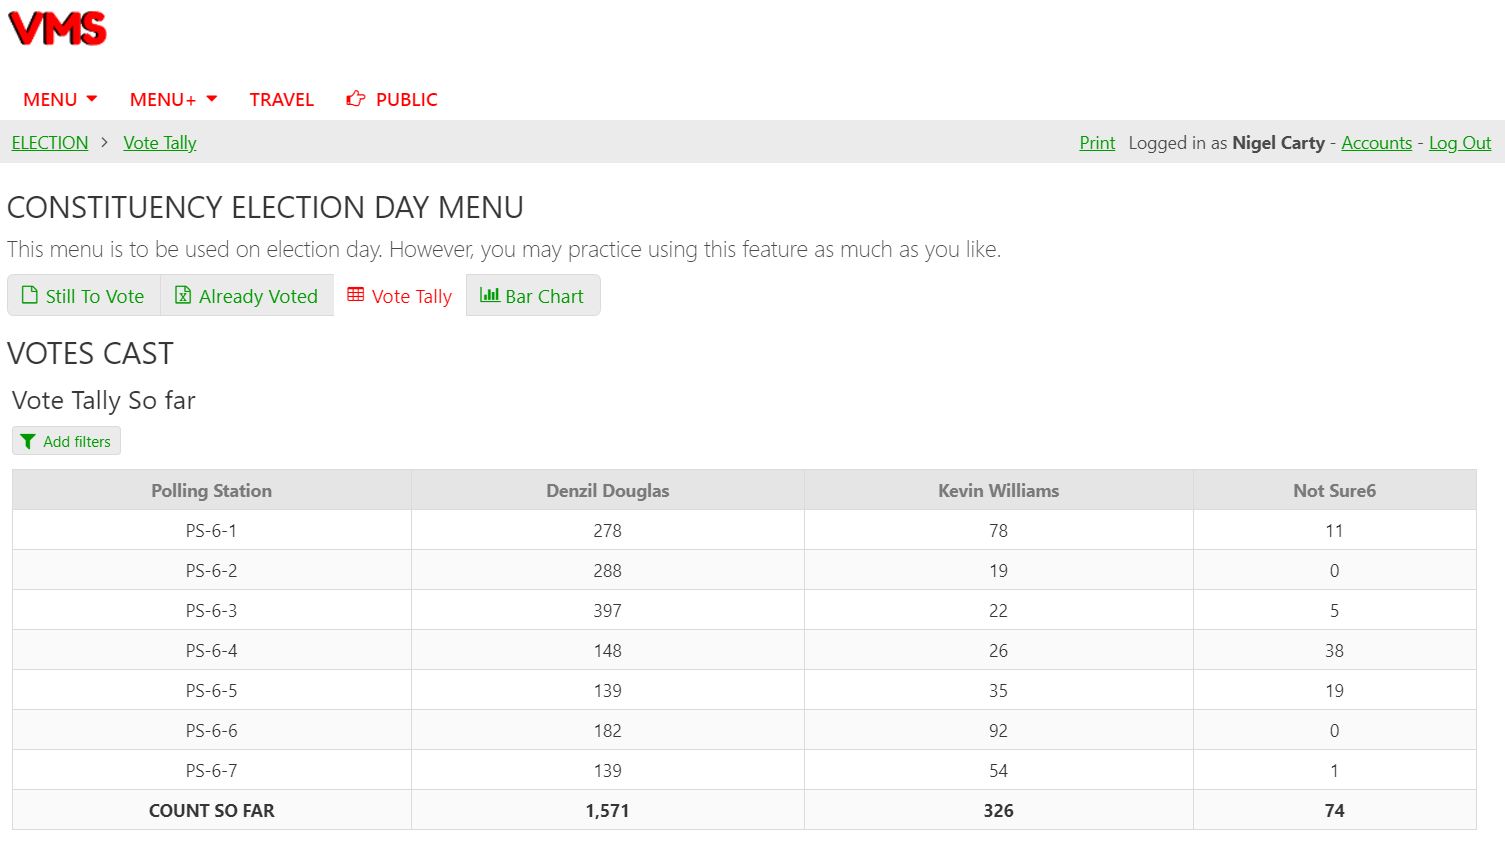 VMS
MENU MENU+ TRAVEL PUBLIC
ELECTION > Vote Tally Print Logged in as Nigel Carty - Accounts - Log Out
CONSTITUENCY ELECTION DAY MENU
This menu is to be used on election day. However, you may practice using this feature as much as you like.
Still To Vote Already Voted Vote Tally Bar Chart
VOTES CAST
Vote Tally So far
Add filters
Polling Station Denzil Douglas Kevin Williams Not Sure6
PS-6-1 278 78 11
PS-6-2 288 19 0
PS-6-3 397 22 5
PS-6-4 148 26 38
PS-6-5 139 35 19
PS-6-6 182 92 0
PS-6-7 139 54 1
COUNT SO FAR 1,571 326 74